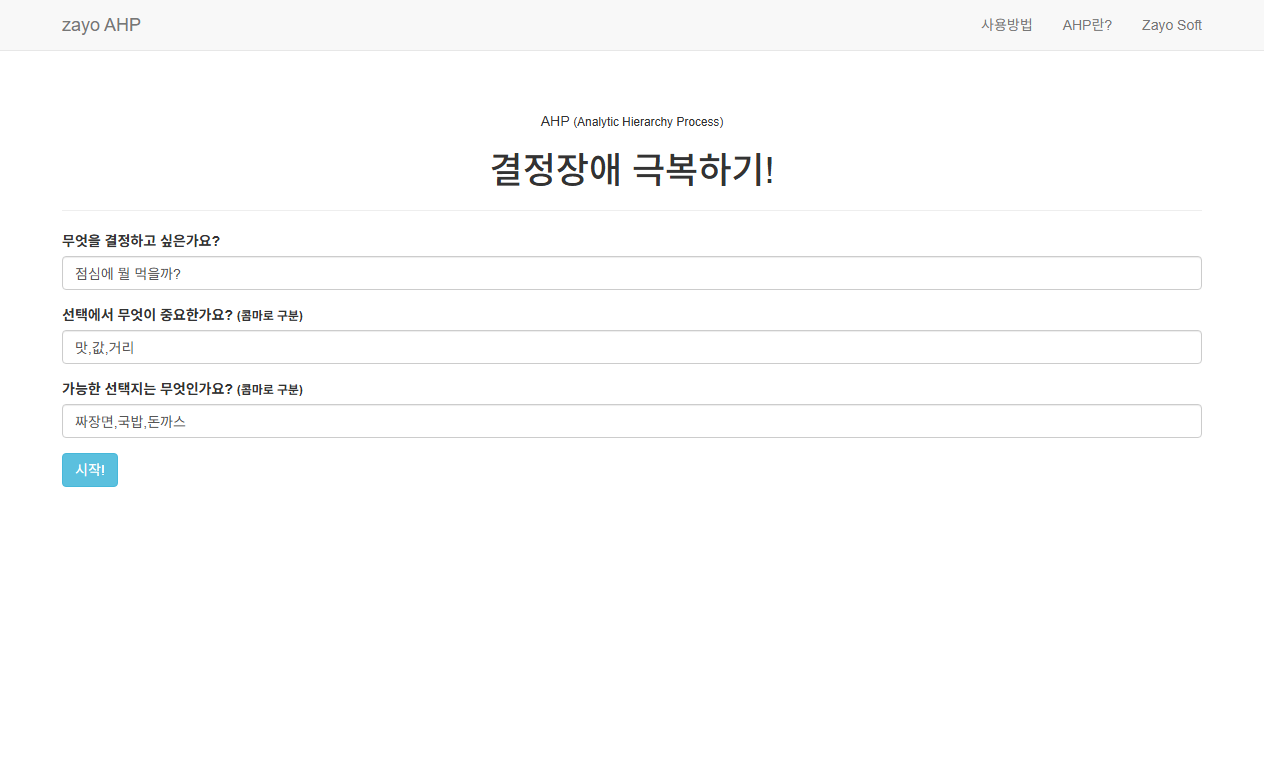 zayo AHP 사용방법 AHP란? Zayo Soft
AHP (Analytic Hierarchy Process)
결정장애 극복하기!
무엇을 결정하고 싶은가요?
점심에 뭘 먹을까?
선택에서 무엇이 중요한가요? (콤마로 구분)
맛,값,거리
가능한 선택지는 무엇인가요? (콤마로 구분)
짜장면,국밥,돈까스
시작!